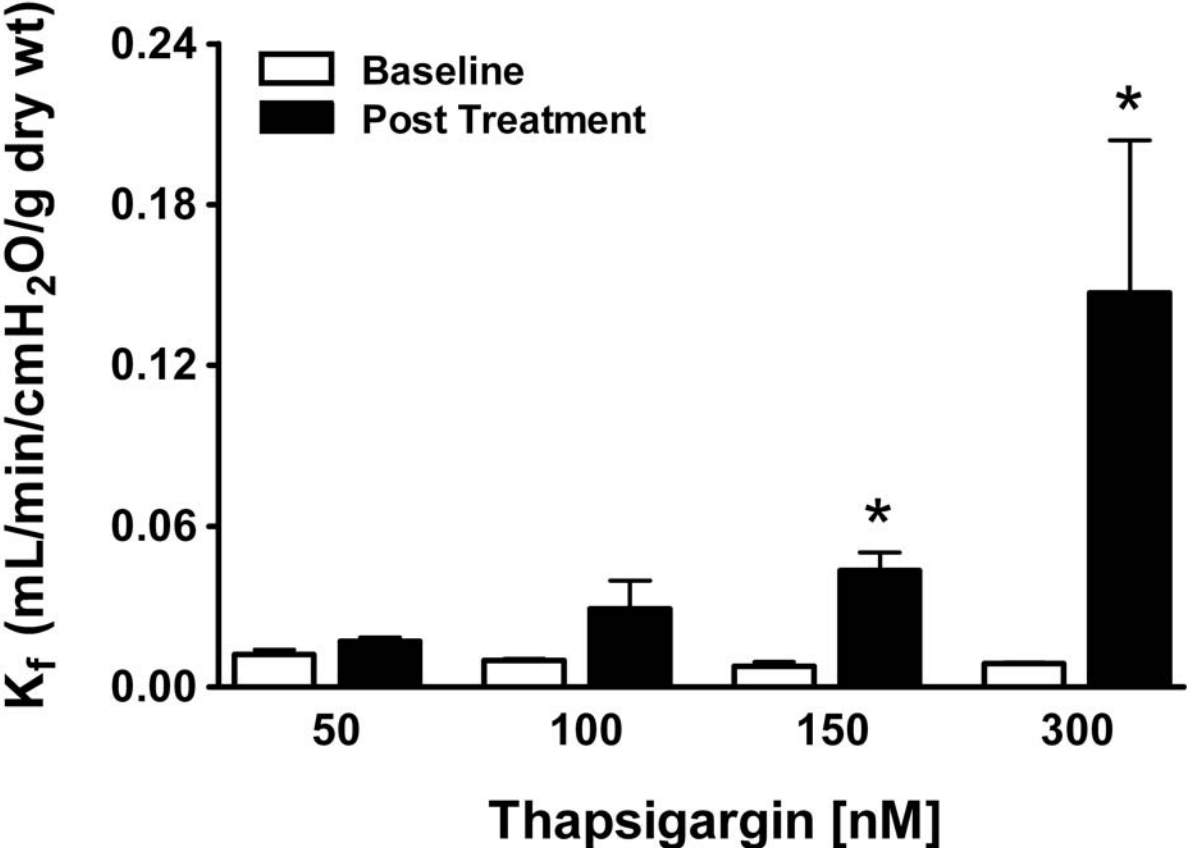 K_f (mL/min/cmH₂O/g dry wt)
0.24
0.18
0.12
0.06
0.00
Baseline
Post Treatment
*
*
50 100 150 300
Thapsigargin [nM]